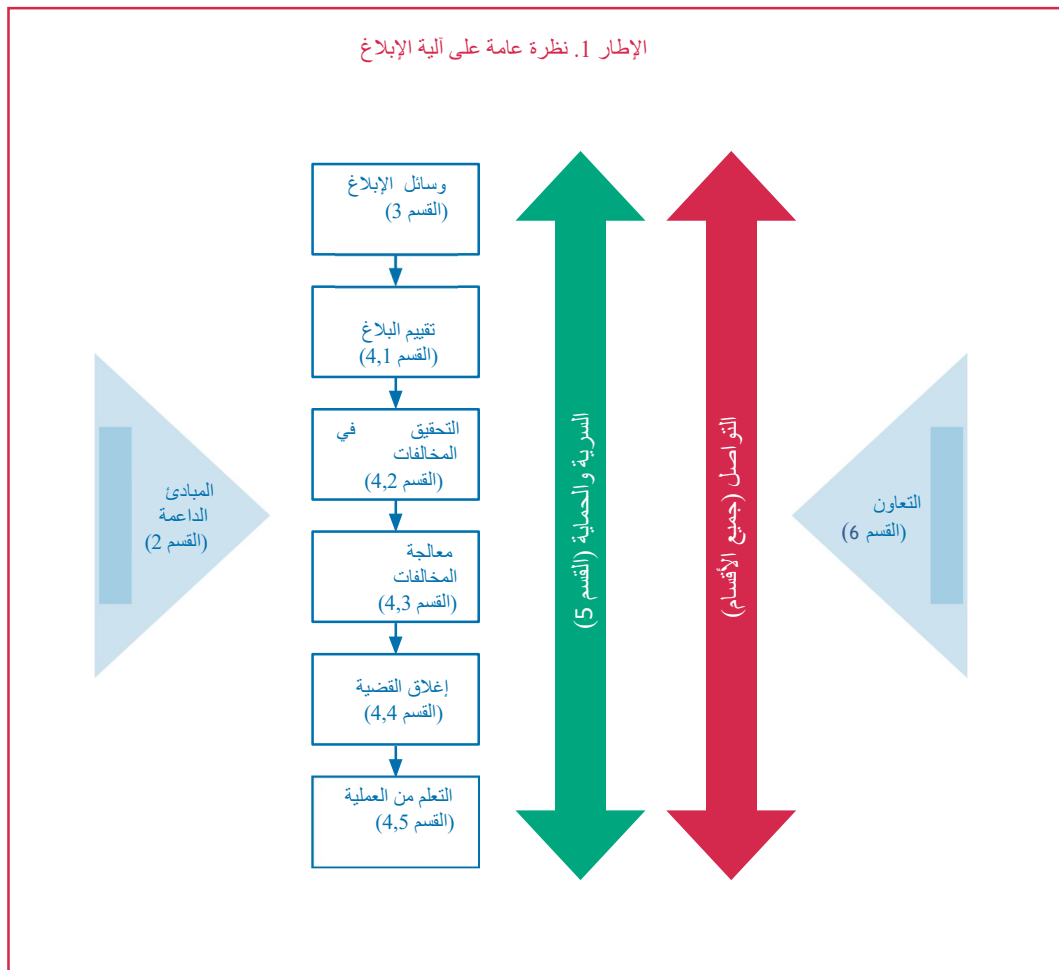 الإطار 1. نظرة عامة على آلية الإبلاغ
وسائل الإبلاغ
(القسم 3)
تقييم البلاغ
(القسم 4,1)
التحقيق في
المخالفات
(القسم 4,2)
معالجة
المخالفات
(القسم 4,3)
إغلاق القضية
(القسم 4,4)
التعلم من العملية
(القسم 4,5)
السرية والحماية (القسم 5)
التواصل (جميع الأقسام)
التعاون
(القسم 6)
المبادئ
الداعمة
(القسم 2)